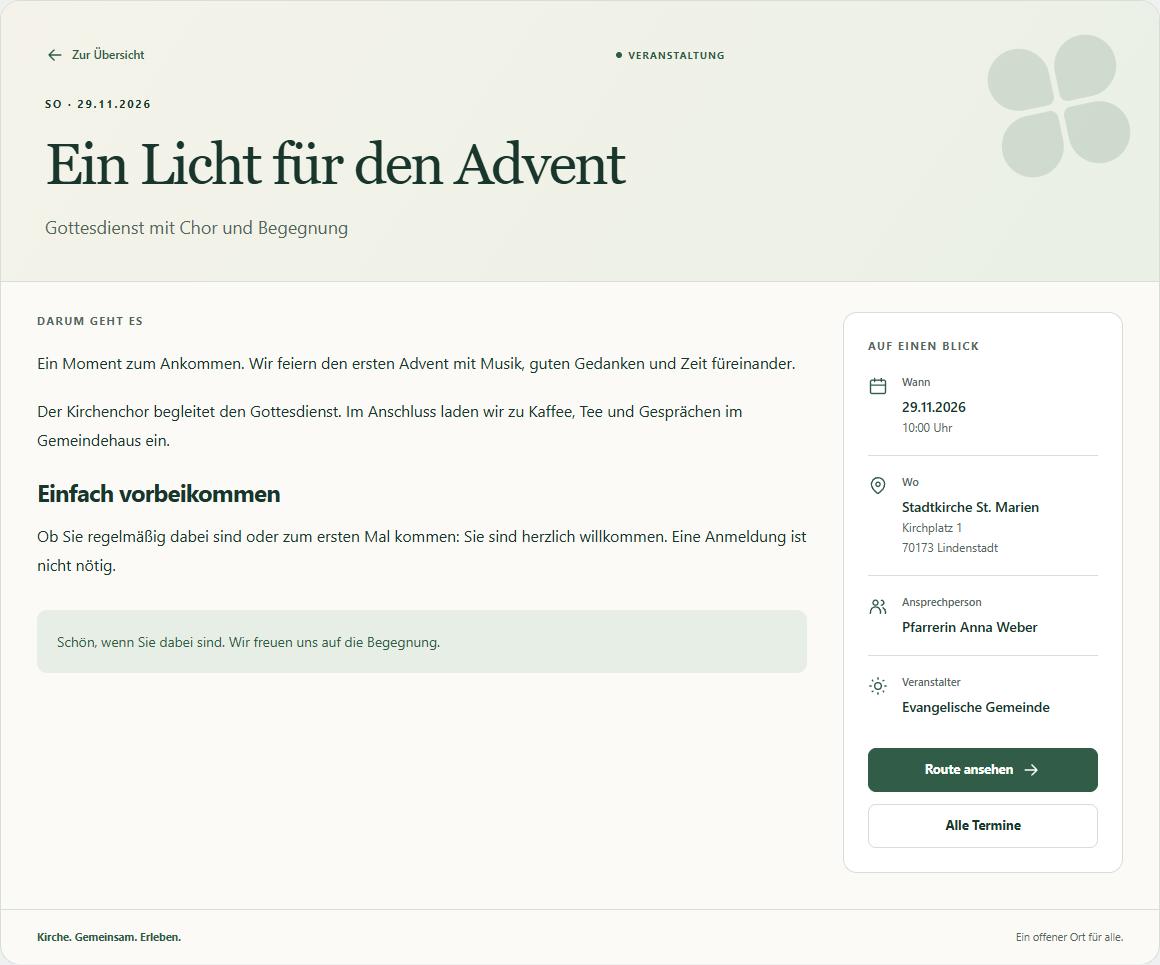 Zur Übersicht
VERANSTALTUNG
SO · 29.11.2026
Ein Licht für den Advent
Gottesdienst mit Chor und Begegnung
DARUM GEHT ES
Ein Moment zum Ankommen. Wir feiern den ersten Advent mit Musik, guten Gedanken und Zeit füreinander.
Der Kirchenchor begleitet den Gottesdienst. Im Anschluss laden wir zu Kaffee, Tee und Gesprächen im
Gemeindehaus ein.
Einfach vorbeikommen
Ob Sie regelmäßig dabei sind oder zum ersten Mal kommen: Sie sind herzlich willkommen. Eine Anmeldung ist
nicht nötig.
Schön, wenn Sie dabei sind. Wir freuen uns auf die Begegnung.
AUF EINEN BLICK
Wann
29.11.2026
10:00 Uhr
Wo
Stadtkirche St. Marien
Kirchplatz 1
70173 Lindenstadt
Ansprechperson
Pfarrerin Anna Weber
Veranstalter
Evangelische Gemeinde
Route ansehen
Alle Termine
Kirche. Gemeinsam. Erleben.
Ein offener Ort für alle.